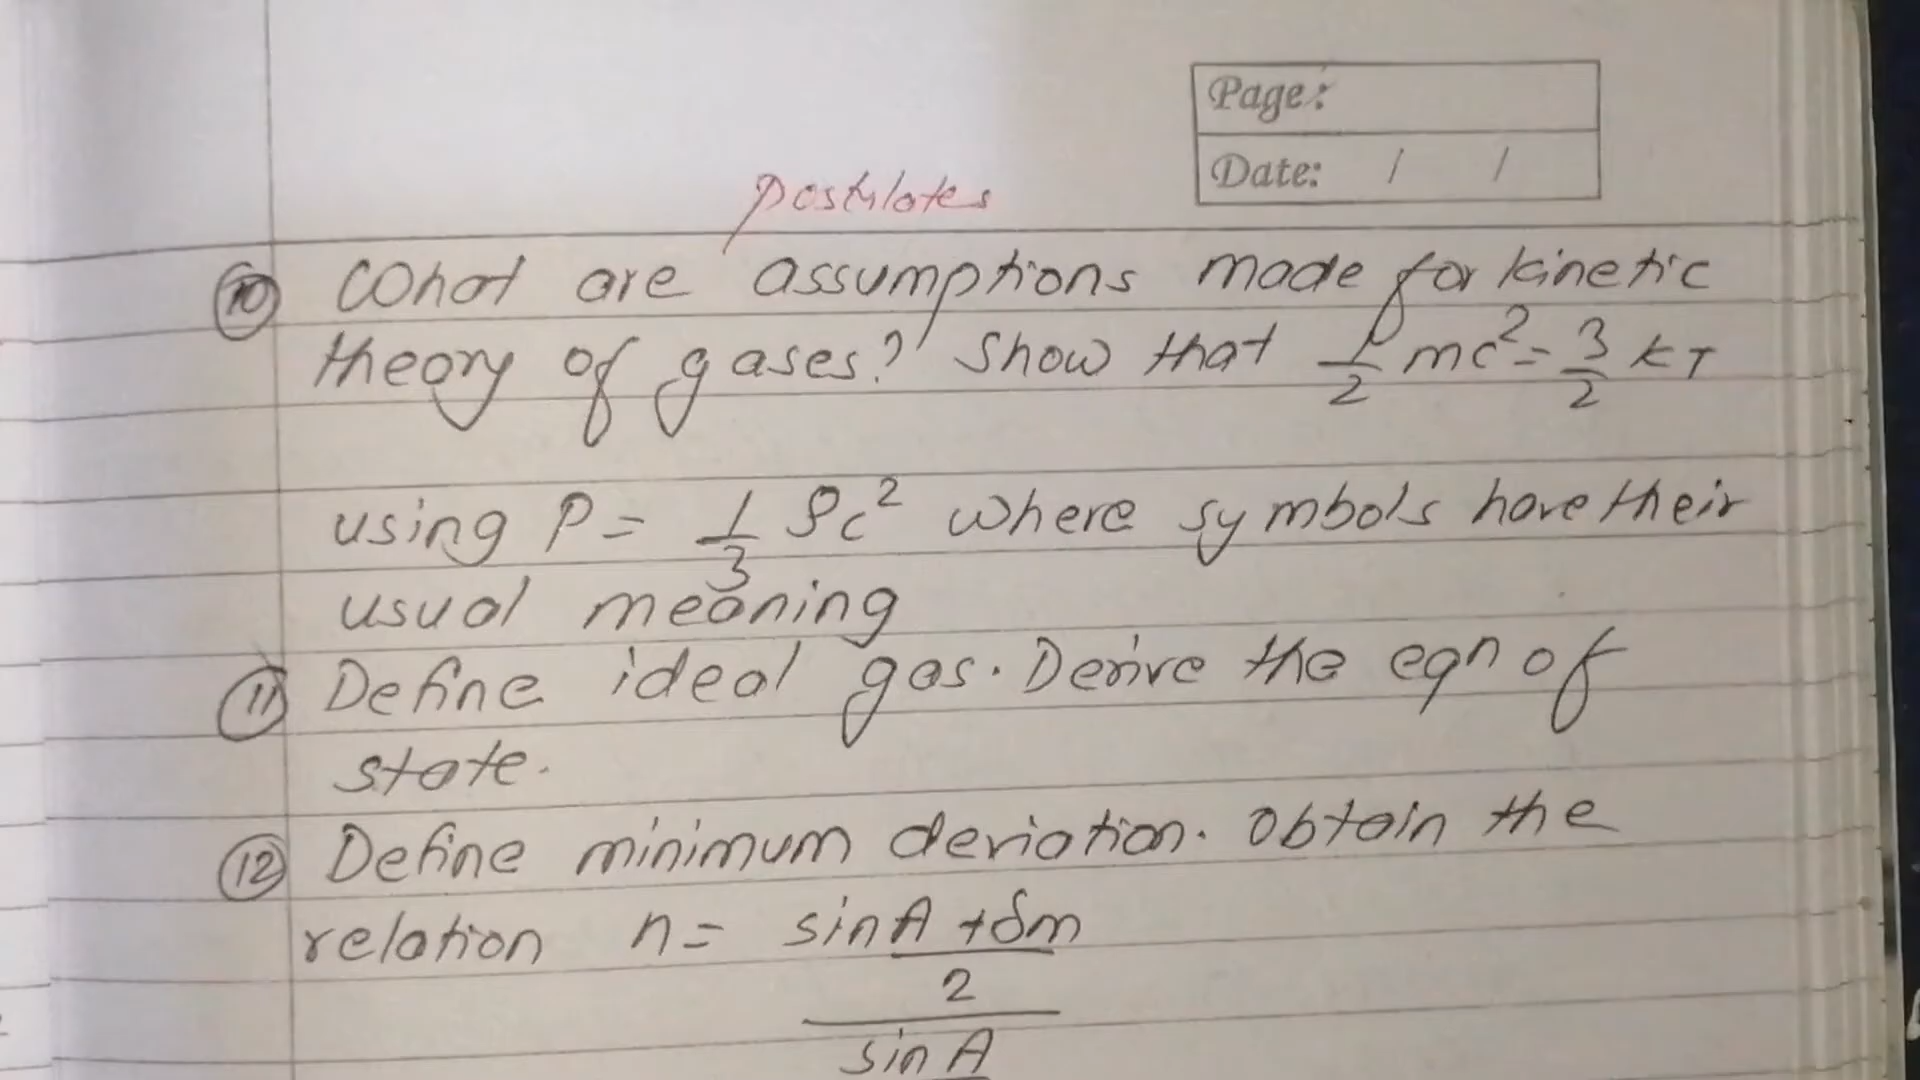 Page:
Date: / /
postulates
10 What are assumptions made for kinetic
theory of gases? Show that 1/2 mc² = 3/2 KT
using P = 1/3 ρc² where symbols have their
usual meaning
11 Define ideal gas. Derive the eqn of
state.
12 Define minimum deviation. Obtain the
relation n = sin A + δm
2
sin A